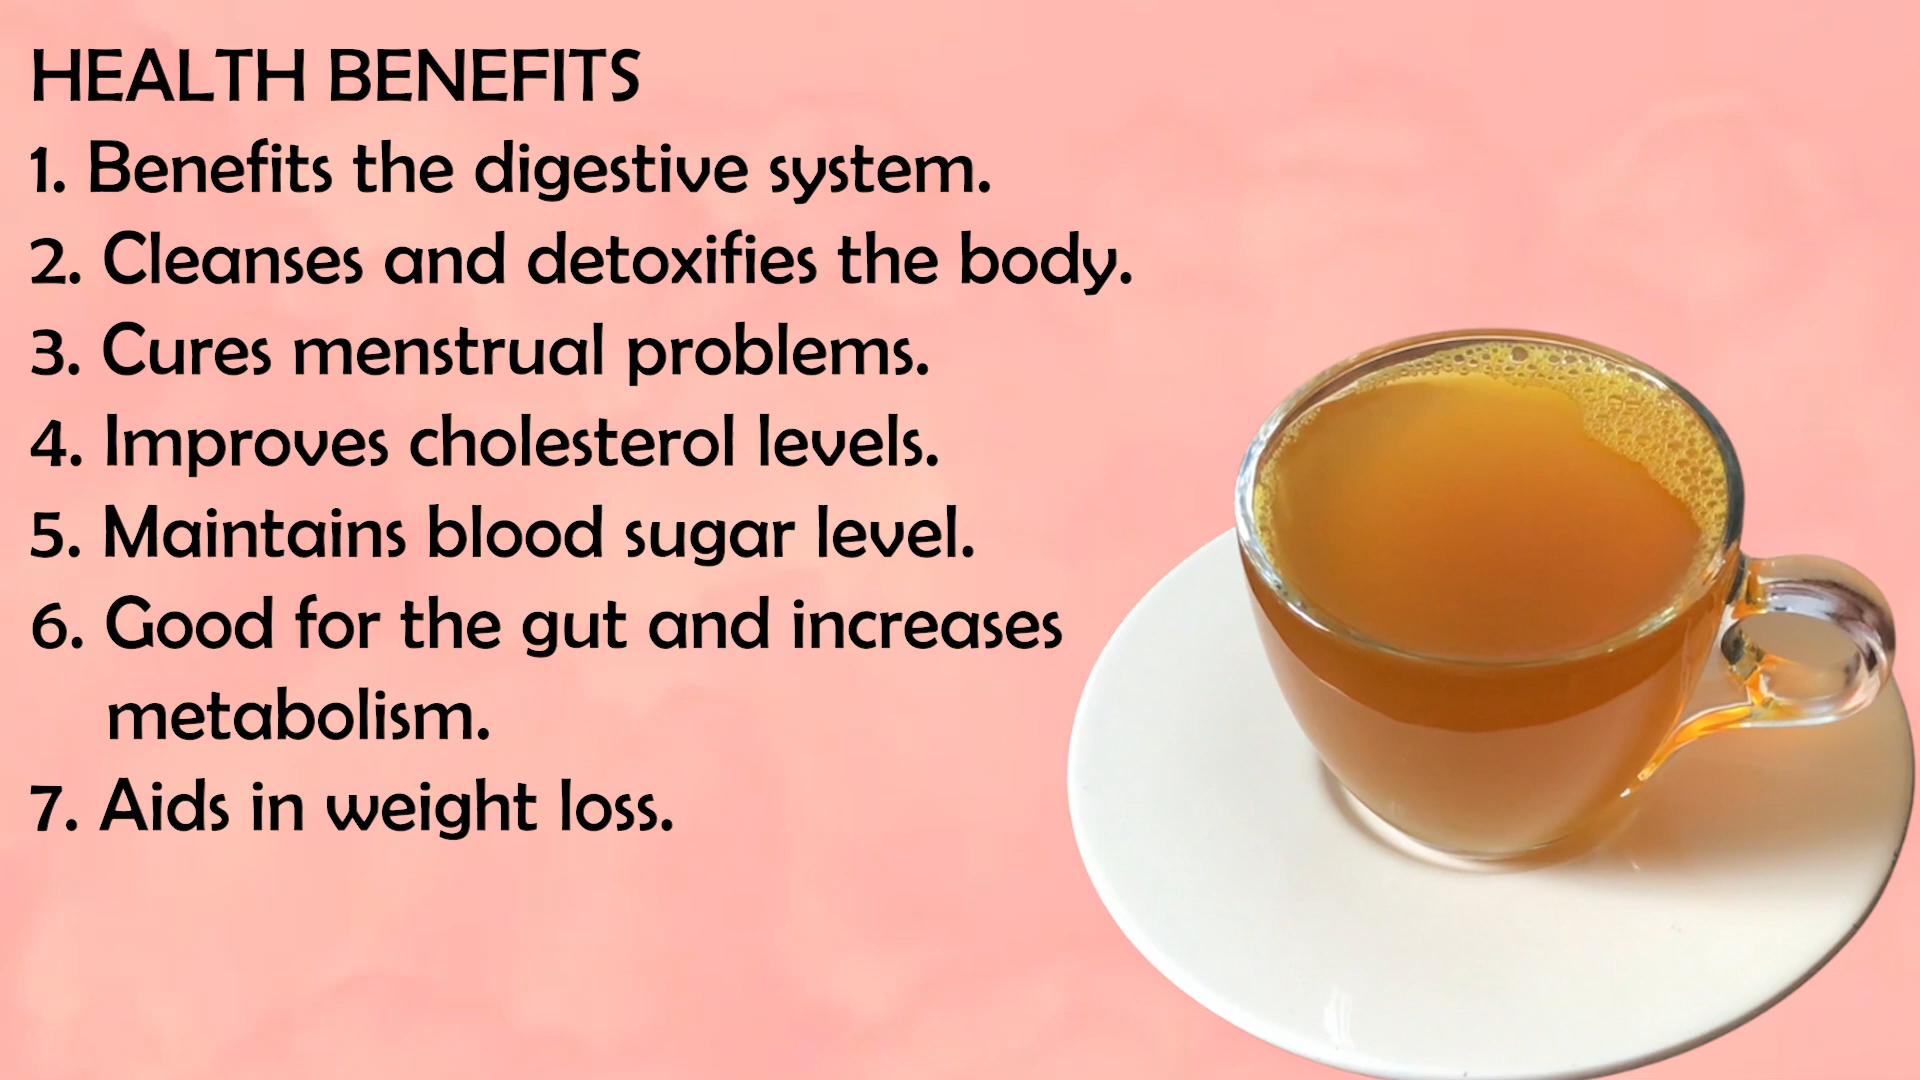 HEALTH BENEFITS
1. Benefits the digestive system.
2. Cleanses and detoxifies the body.
3. Cures menstrual problems.
4. Improves cholesterol levels.
5. Maintains blood sugar level.
6. Good for the gut and increases
metabolism.
7. Aids in weight loss.